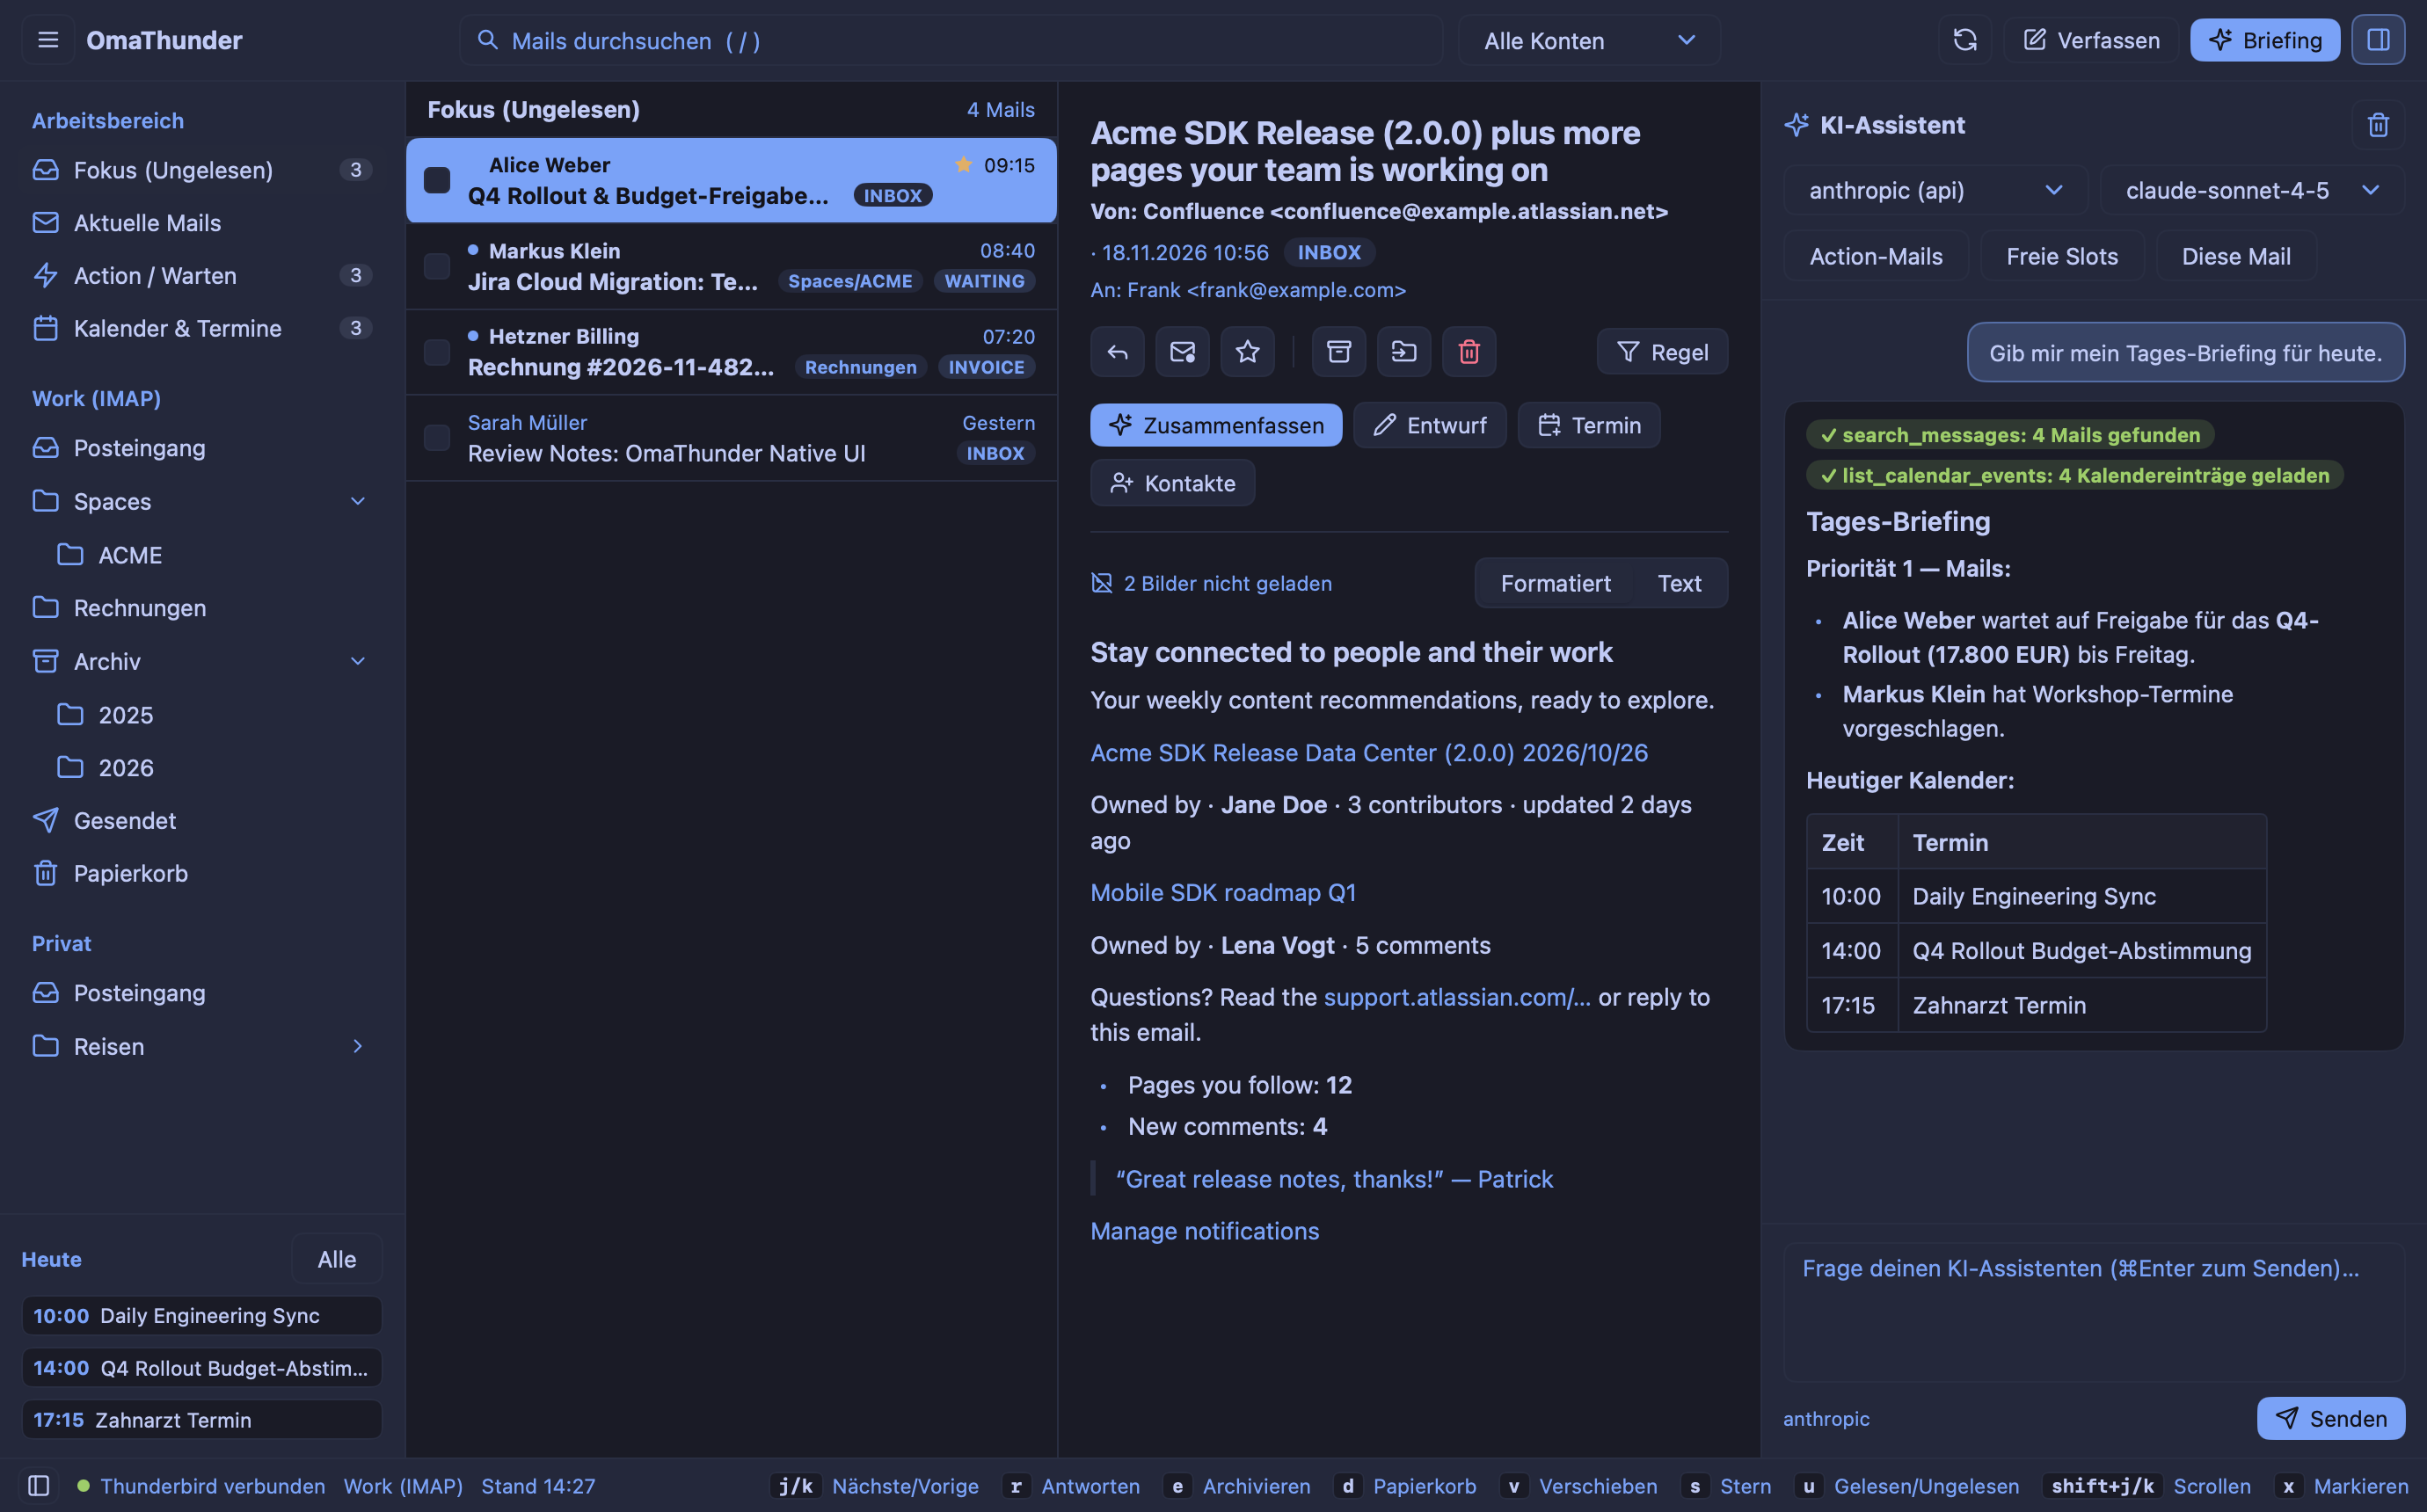 OmaThunder
Mails durchsuchen ( / )
Alle Konten
Verfassen
Briefing
Arbeitsbereich
Fokus (Ungelesen) 3
Aktuelle Mails
Action / Warten 3
Kalender & Termine 3
Work (IMAP)
Posteingang
Spaces
ACME
Rechnungen
Archiv
2025
2026
Gesendet
Papierkorb
Privat
Posteingang
Reisen
Heute
Alle
10:00 Daily Engineering Sync
14:00 Q4 Rollout Budget-Abstim...
17:15 Zahnarzt Termin
Fokus (Ungelesen) 4 Mails
Alice Weber 09:15
Q4 Rollout & Budget-Freigabe... INBOX
Markus Klein 08:40
Jira Cloud Migration: Te... Spaces/ACME WAITING
Hetzner Billing 07:20
Rechnung #2026-11-482... Rechnungen INVOICE
Sarah Müller Gestern
Review Notes: OmaThunder Native UI INBOX
Acme SDK Release (2.0.0) plus more
pages your team is working on
Von: Confluence <confluence@example.atlassian.net>
· 18.11.2026 10:56 INBOX
An: Frank <frank@example.com>
Regel
Zusammenfassen
Entwurf
Termin
Kontakte
2 Bilder nicht geladen
Formatiert
Text
Stay connected to people and their work
Your weekly content recommendations, ready to explore.
Acme SDK Release Data Center (2.0.0) 2026/10/26
Owned by · Jane Doe · 3 contributors · updated 2 days
ago
Mobile SDK roadmap Q1
Owned by · Lena Vogt · 5 comments
Questions? Read the support.atlassian.com/... or reply to
this email.
• Pages you follow: 12
• New comments: 4
“Great release notes, thanks!” — Patrick
Manage notifications
KI-Assistent
anthropic (api)
claude-sonnet-4-5
Action-Mails
Freie Slots
Diese Mail
Gib mir mein Tages-Briefing für heute.
✓ search_messages: 4 Mails gefunden
✓ list_calendar_events: 4 Kalendereinträge geladen
Tages-Briefing
Priorität 1 — Mails:
• Alice Weber wartet auf Freigabe für das Q4-
Rollout (17.800 EUR) bis Freitag.
• Markus Klein hat Workshop-Termine
vorgeschlagen.
Heutiger Kalender:
Zeit Termin
10:00 Daily Engineering Sync
14:00 Q4 Rollout Budget-Abstimmung
17:15 Zahnarzt Termin
Frage deinen KI-Assistenten (⌘Enter zum Senden)...
anthropic
Senden
Thunderbird verbunden Work (IMAP) Stand 14:27
j/k Nächste/Vorige r Antworten e Archivieren d Papierkorb v Verschieben s Stern u Gelesen/Ungelesen shift+j/k Scrollen x Markieren